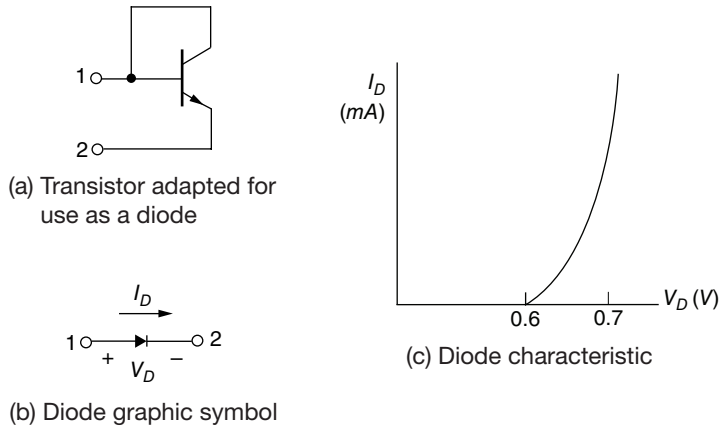 1
2
(a) Transistor adapted for
use as a diode
I_D
1
2
+
V_D
–
(b) Diode graphic symbol
I_D
(mA)
V_D (V)
0.6
0.7
(c) Diode characteristic